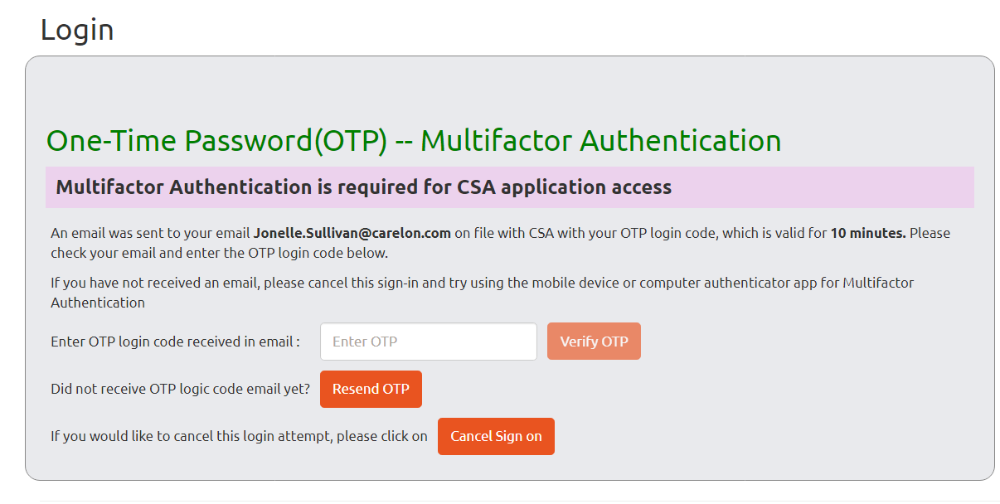 Login
One-Time Password(OTP) -- Multifactor Authentication
Multifactor Authentication is required for CSA application access
An email was sent to your email Jonelle.Sullivan@carelon.com on file with CSA with your OTP login code, which is valid for 10 minutes. Please
check your email and enter the OTP login code below.
If you have not received an email, please cancel this sign-in and try using the mobile device or computer authenticator app for Multifactor
Authentication
Enter OTP login code received in email : Enter OTP Verify OTP
Did not receive OTP logic code email yet? Resend OTP
If you would like to cancel this login attempt, please click on Cancel Sign on